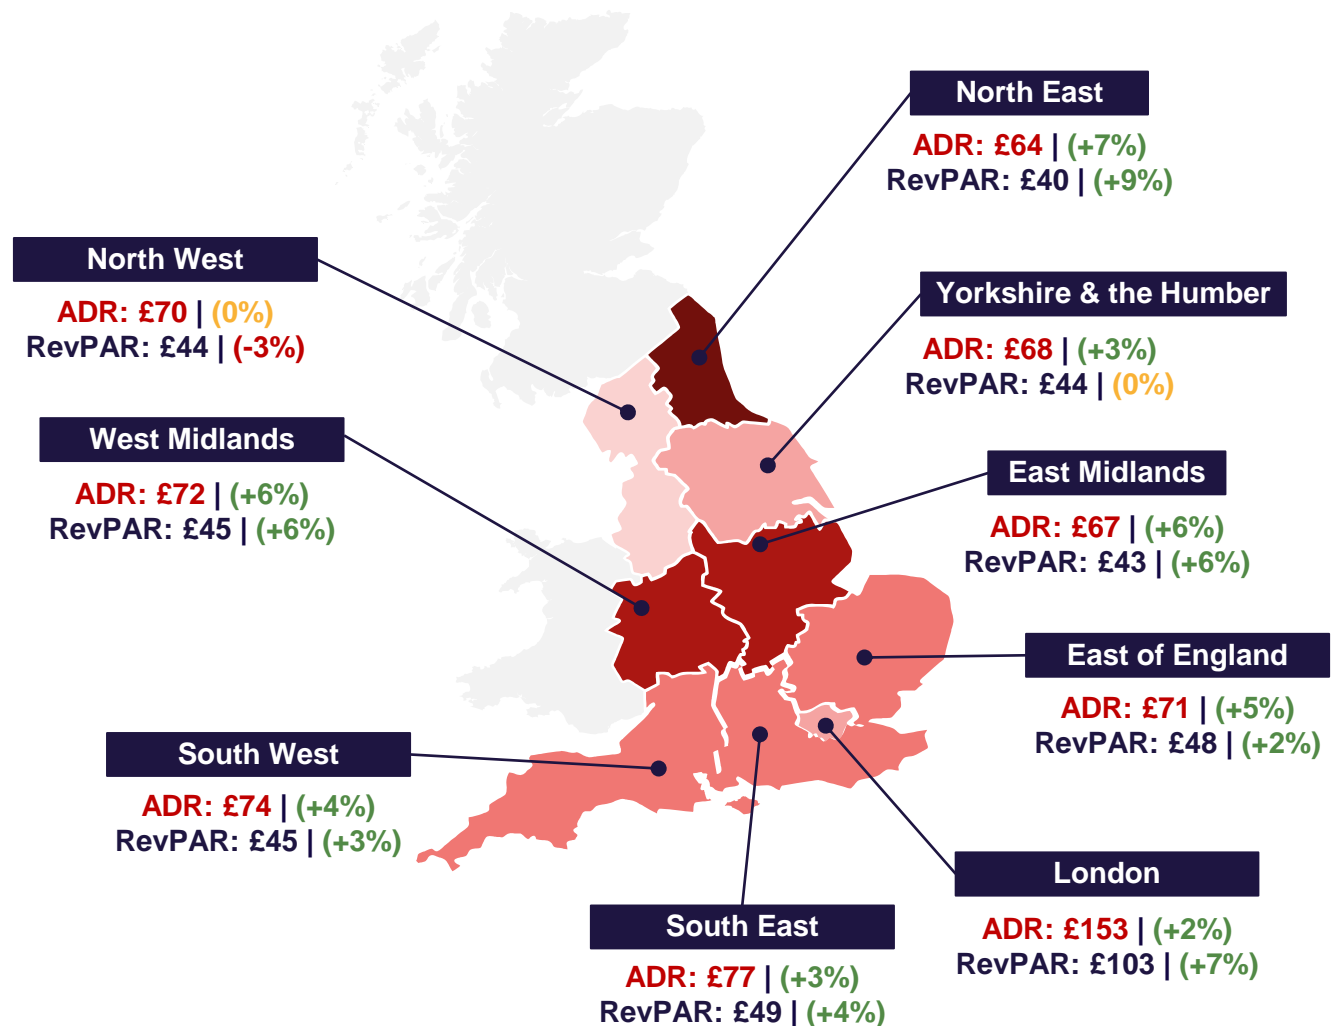 North East
ADR: £64 | (+7%)
RevPAR: £40 | (+9%)
North West
ADR: £70 | (0%)
RevPAR: £44 | (-3%)
Yorkshire & the Humber
ADR: £68 | (+3%)
RevPAR: £44 | (0%)
West Midlands
ADR: £72 | (+6%)
RevPAR: £45 | (+6%)
East Midlands
ADR: £67 | (+6%)
RevPAR: £43 | (+6%)
East of England
ADR: £71 | (+5%)
RevPAR: £48 | (+2%)
South West
ADR: £74 | (+4%)
RevPAR: £45 | (+3%)
London
ADR: £153 | (+2%)
RevPAR: £103 | (+7%)
South East
ADR: £77 | (+3%)
RevPAR: £49 | (+4%)